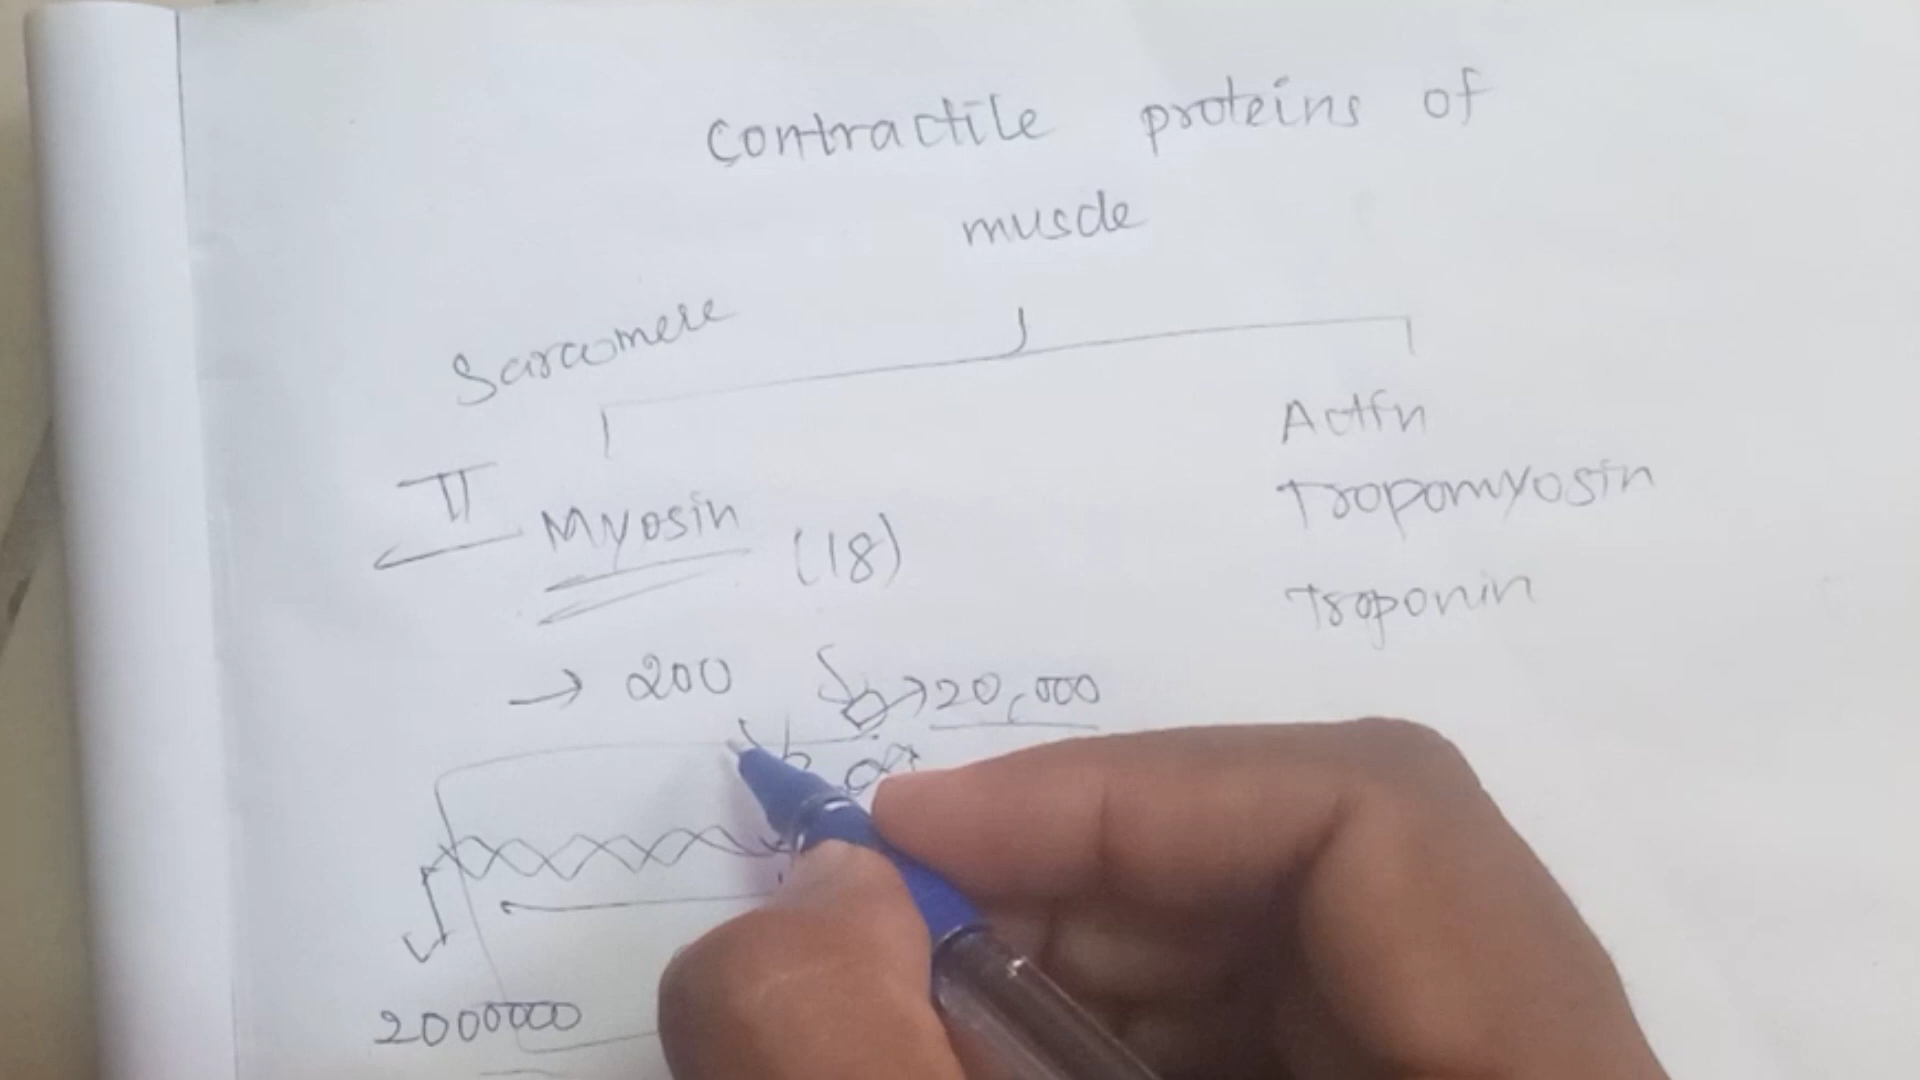 Contractile proteins of
muscle
Sarcomere
II Myosin (18)
Actin
Tropomyosin
Troponin
→ 200
→ 20,000
2000000